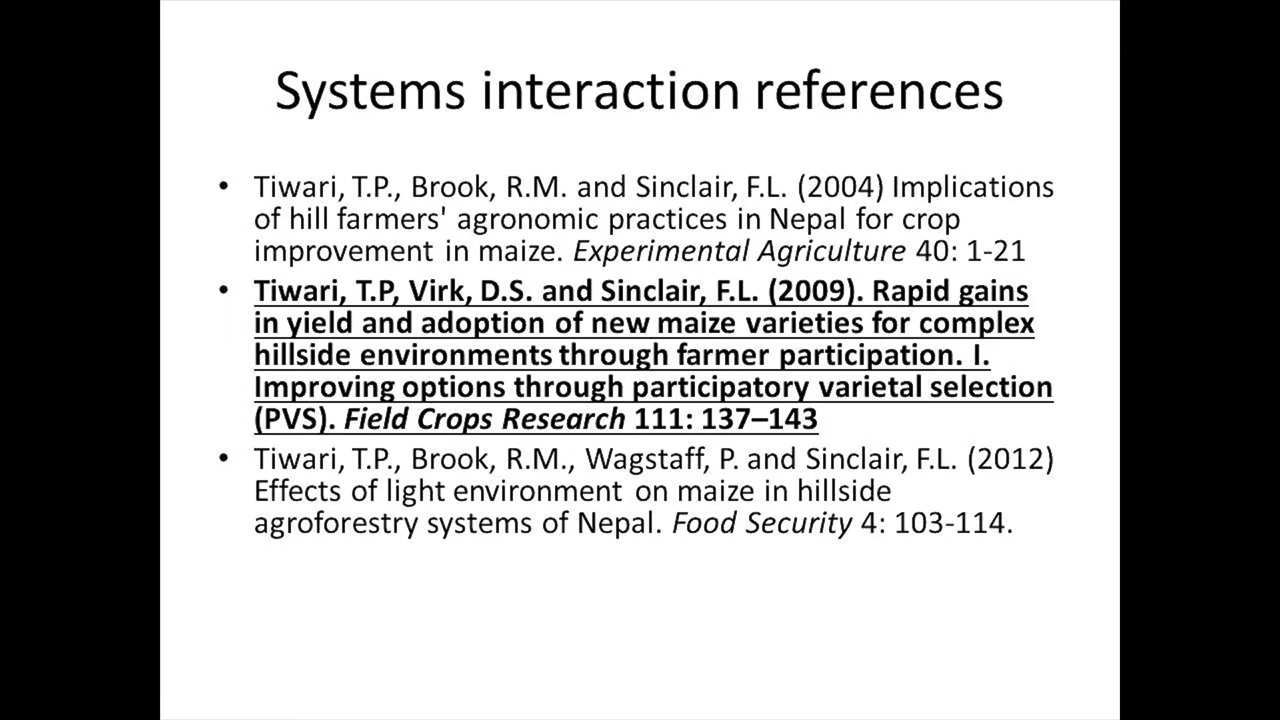 Systems interaction references
• Tiwari, T.P., Brook, R.M. and Sinclair, F.L. (2004) Implications
of hill farmers' agronomic practices in Nepal for crop
improvement in maize. Experimental Agriculture 40: 1-21
• Tiwari, T.P, Virk, D.S. and Sinclair, F.L. (2009). Rapid gains
in yield and adoption of new maize varieties for complex
hillside environments through farmer participation. I.
Improving options through participatory varietal selection
(PVS). Field Crops Research 111: 137–143
• Tiwari, T.P., Brook, R.M., Wagstaff, P. and Sinclair, F.L. (2012)
Effects of light environment on maize in hillside
agroforestry systems of Nepal. Food Security 4: 103-114.